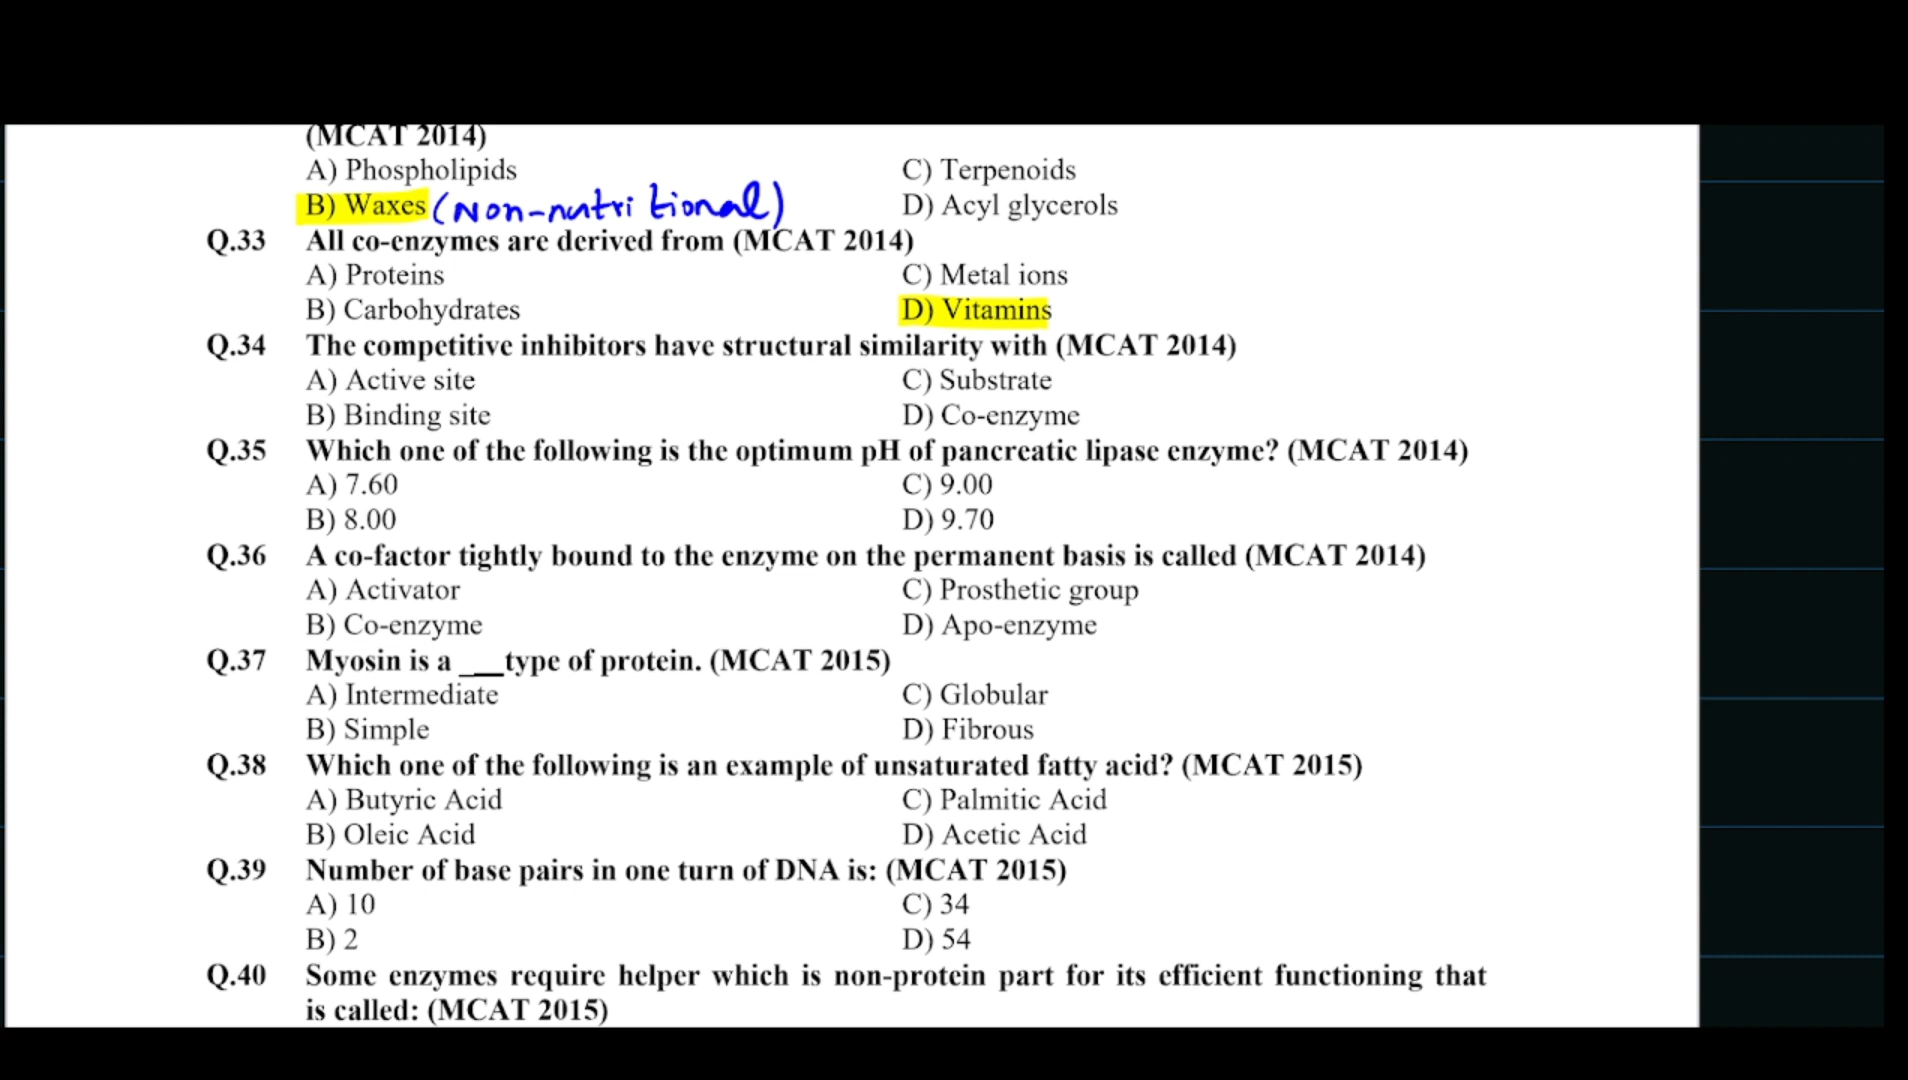 (MCAT 2014)
A) Phospholipids C) Terpenoids
B) Waxes (Non-nutritional) D) Acyl glycerols
Q.33 All co-enzymes are derived from (MCAT 2014)
A) Proteins C) Metal ions
B) Carbohydrates D) Vitamins
Q.34 The competitive inhibitors have structural similarity with (MCAT 2014)
A) Active site C) Substrate
B) Binding site D) Co-enzyme
Q.35 Which one of the following is the optimum pH of pancreatic lipase enzyme? (MCAT 2014)
A) 7.60 C) 9.00
B) 8.00 D) 9.70
Q.36 A co-factor tightly bound to the enzyme on the permanent basis is called (MCAT 2014)
A) Activator C) Prosthetic group
B) Co-enzyme D) Apo-enzyme
Q.37 Myosin is a ___type of protein. (MCAT 2015)
A) Intermediate C) Globular
B) Simple D) Fibrous
Q.38 Which one of the following is an example of unsaturated fatty acid? (MCAT 2015)
A) Butyric Acid C) Palmitic Acid
B) Oleic Acid D) Acetic Acid
Q.39 Number of base pairs in one turn of DNA is: (MCAT 2015)
A) 10 C) 34
B) 2 D) 54
Q.40 Some enzymes require helper which is non-protein part for its efficient functioning that
is called: (MCAT 2015)